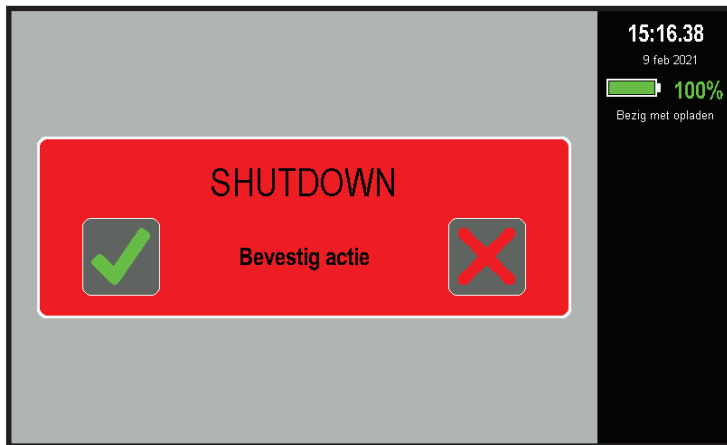 SHUTDOWN
Bevestig actie
15:16.38
9 feb 2021
100%
Bezig met opladen